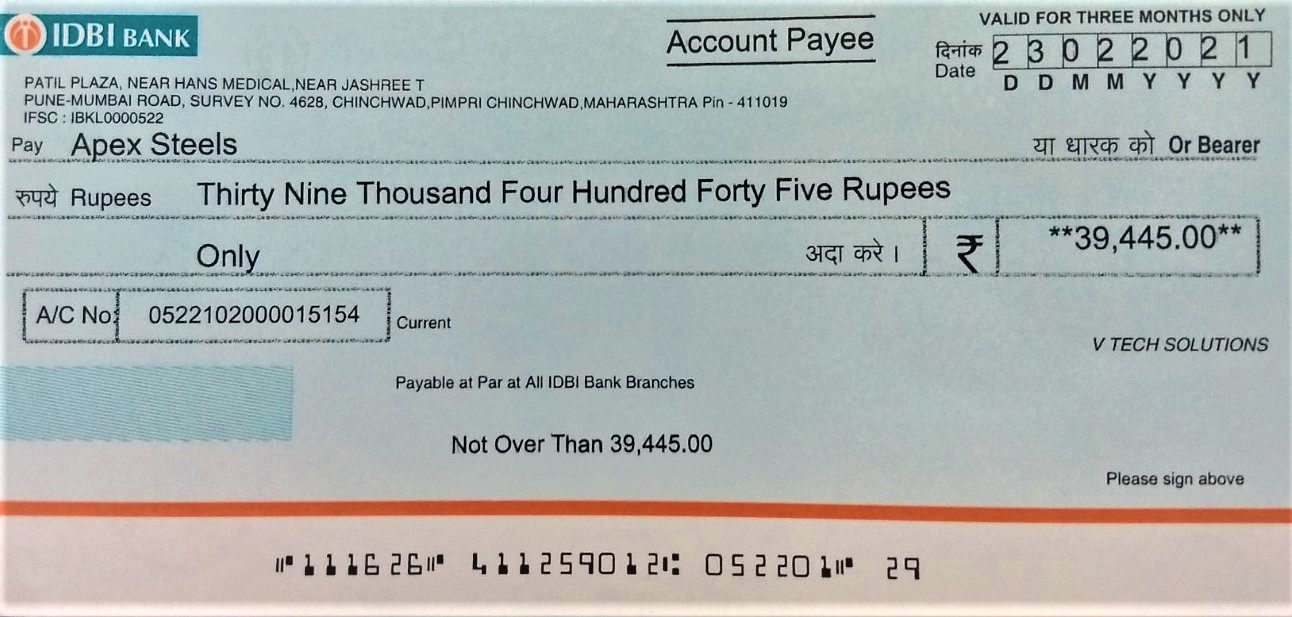 IDBI BANK
Account Payee
VALID FOR THREE MONTHS ONLY
दिनांक 2 3 0 2 2 0 2 1
Date D D M M Y Y Y Y
PATIL PLAZA, NEAR HANS MEDICAL,NEAR JASHREE T
PUNE-MUMBAI ROAD, SURVEY NO. 4628, CHINCHWAD,PIMPRI CHINCHWAD,MAHARASHTRA Pin - 411019
IFSC : IBKL0000522
Pay Apex Steels या धारक को Or Bearer
रुपये Rupees Thirty Nine Thousand Four Hundred Forty Five Rupees
Only अदा करे । ₹ **39,445.00**
A/C No: 0522102000015154 Current
V TECH SOLUTIONS
Payable at Par at All IDBI Bank Branches
Not Over Than 39,445.00
Please sign above
⑈111626⑈ 411259012⑆ 052201⑈ 29